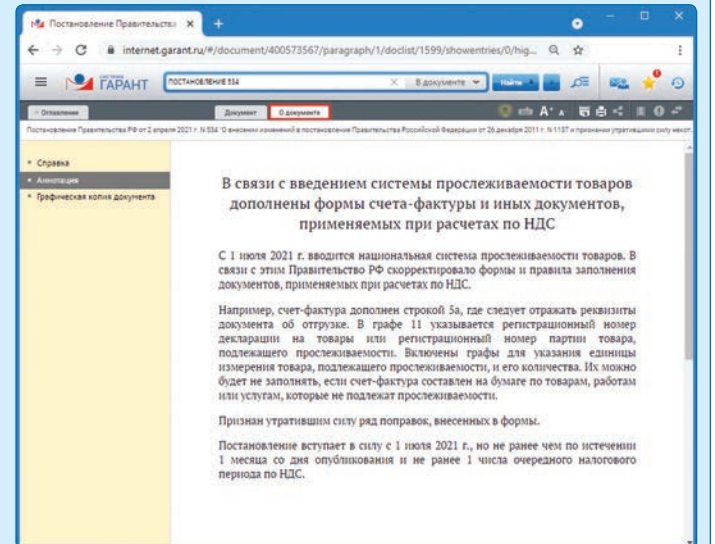 Постановление Правительства
internet.garant.ru/#/document/400573567/paragraph/1/doclist/1599/showentries/0/hig...
СИСТЕМА
ГАРАНТ
ПОСТАНОВЛЕНИЕ 534
В документе
Найти
Оглавление
Документ
О документе
Постановление Правительства РФ от 2 апреля 2021 г. N 534 "О внесении изменений в постановление Правительства Российской Федерации от 26 декабря 2011 г. N 1137 и признании утратившими силу некот...
Справка
Аннотация
Графическая копия документа
В связи с введением системы прослеживаемости товаров
дополнены формы счета-фактуры и иных документов,
применяемых при расчетах по НДС
С 1 июля 2021 г. вводится национальная система прослеживаемости товаров. В
связи с этим Правительство РФ скорректировало формы и правила заполнения
документов, применяемых при расчетах по НДС.
Например, счет-фактура дополнен строкой 5а, где следует отражать реквизиты
документа об отгрузке. В графе 11 указывается регистрационный номер
декларации на товары или регистрационный номер партии товара,
подлежащего прослеживаемости. Включены графы для указания единицы
измерения товара, подлежащего прослеживаемости, и его количества. Их можно
будет не заполнять, если счет-фактура составлен на бумаге по товарам, работам
или услугам, которые не подлежат прослеживаемости.
Признан утратившим силу ряд поправок, внесенных в формы.
Постановление вступает в силу с 1 июля 2021 г., но не ранее чем по истечении
1 месяца со дня опубликования и не ранее 1 числа очередного налогового
периода по НДС.